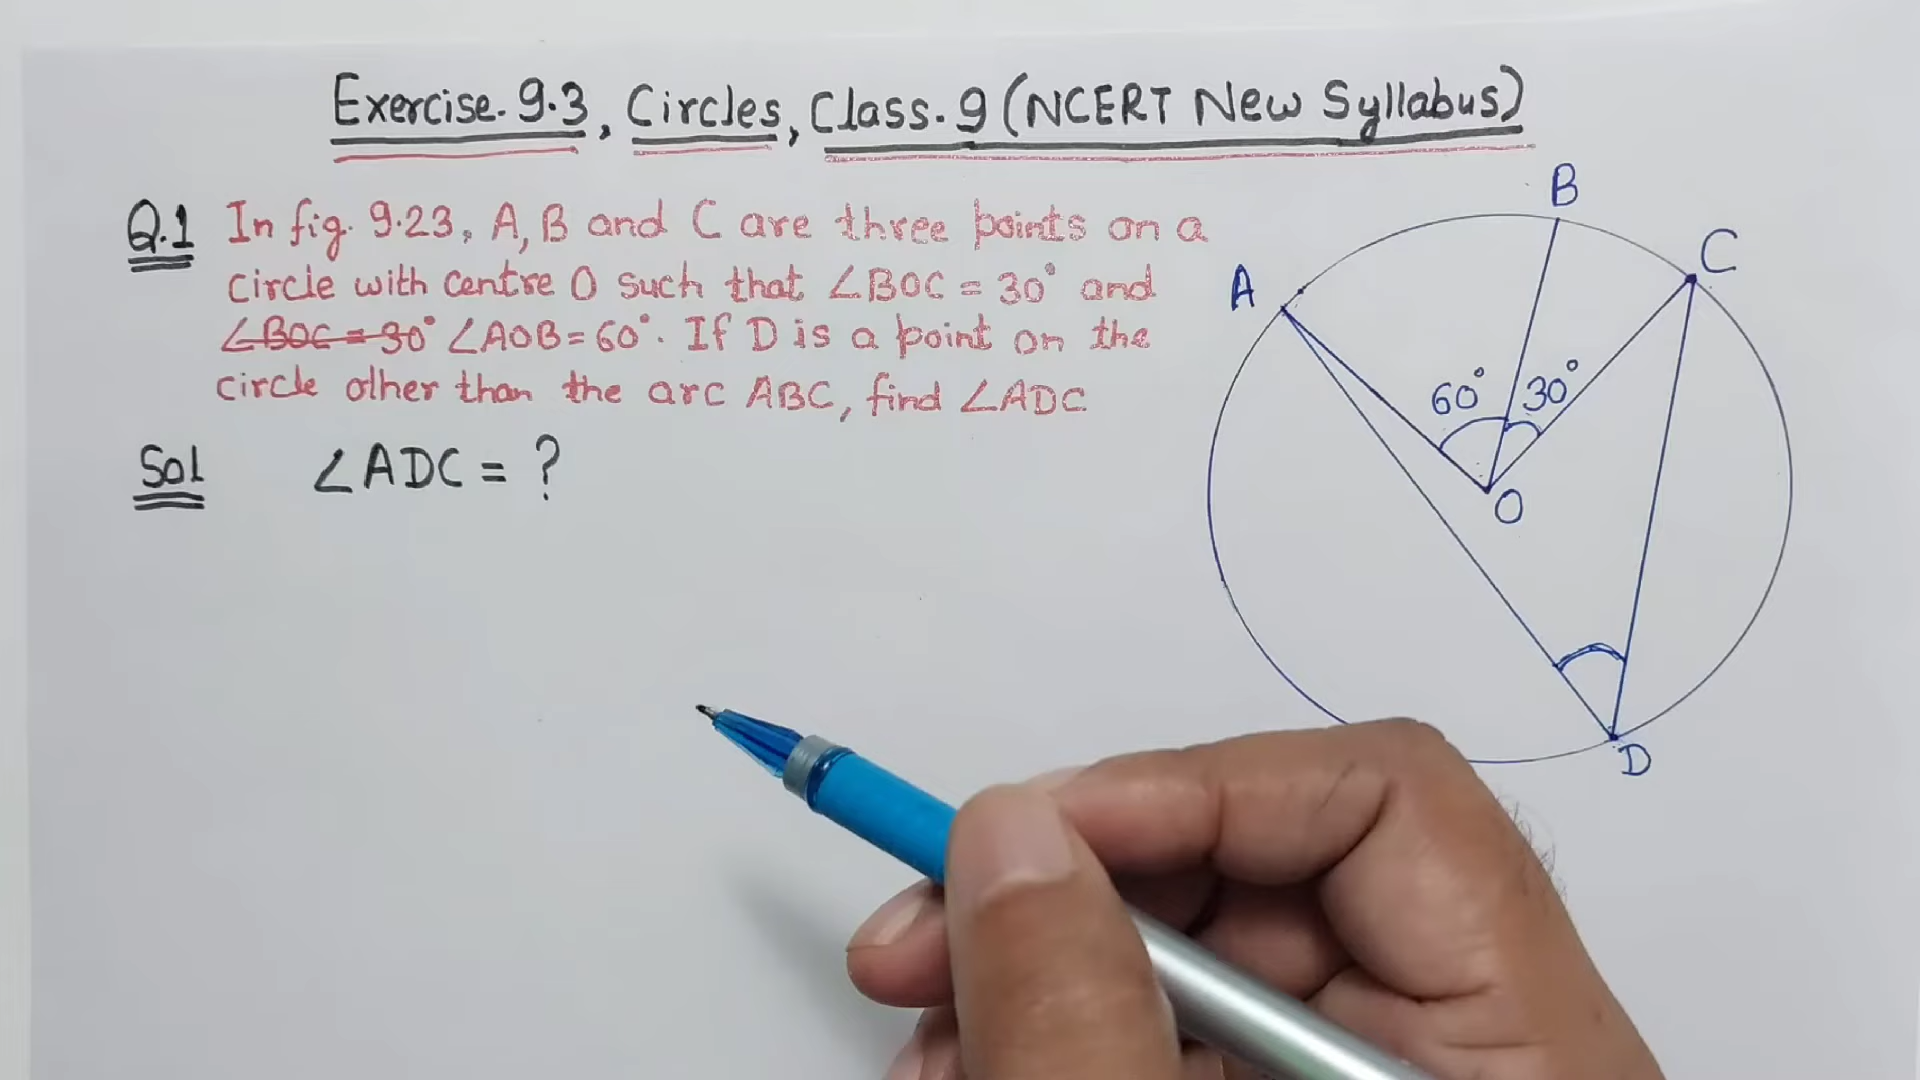 Exercise.9.3, Circles, Class.9 (NCERT New Syllabus)
Q.1 In fig. 9.23, A, B and C are three points on a
circle with centre O such that ∠BOC = 30° and
∠BOC = 30° ∠AOB = 60°. If D is a point on the
circle other than the arc ABC, find ∠ADC
Sol ∠ADC = ?
B
C
A
60° 30°
O
D